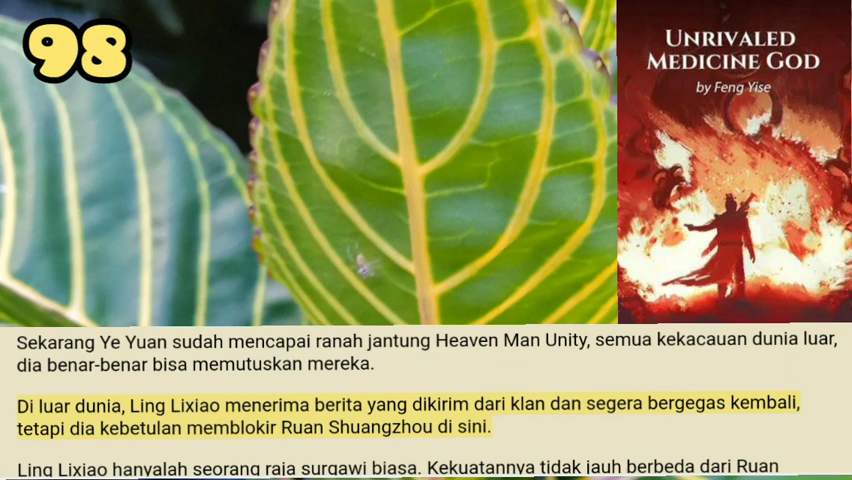 98
UNRIVALED
MEDICINE GOD
by Feng Yise
Sekarang Ye Yuan sudah mencapai ranah jantung Heaven Man Unity, semua kekacauan dunia luar,
dia benar-benar bisa memutuskan mereka.
Di luar dunia, Ling Lixiao menerima berita yang dikirim dari klan dan segera bergegas kembali,
tetapi dia kebetulan memblokir Ruan Shuangzhou di sini.
Ling Lixiao hanyalah seorang raja surgawi biasa. Kekuatannya tidak jauh berbeda dari Ruan